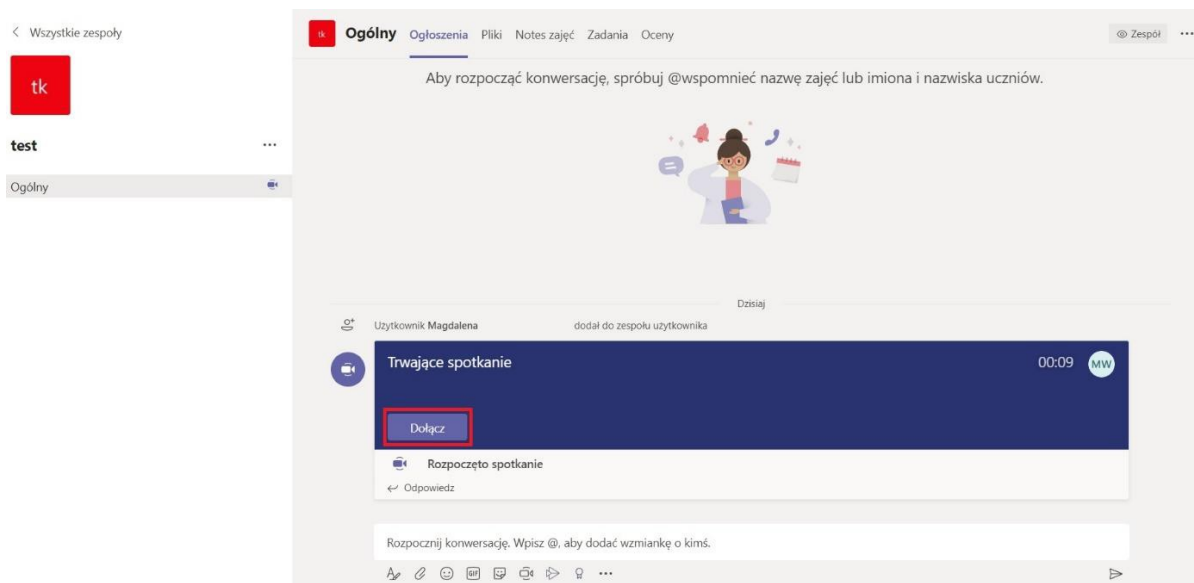 Wszystkie zespoły
tk
test
Ogólny
tk Ogólny Ogłoszenia Pliki Notes zajęć Zadania Oceny Zespół
Aby rozpocząć konwersację, spróbuj @wspomnieć nazwę zajęć lub imiona i nazwiska uczniów.
Dzisiaj
Użytkownik Magdalena dodał do zespołu użytkownika
Trwające spotkanie 00:09 MW
Dołącz
Rozpoczęto spotkanie
Odpowiedz
Rozpocznij konwersację. Wpisz @, aby dodać wzmiankę o kimś.
GIF